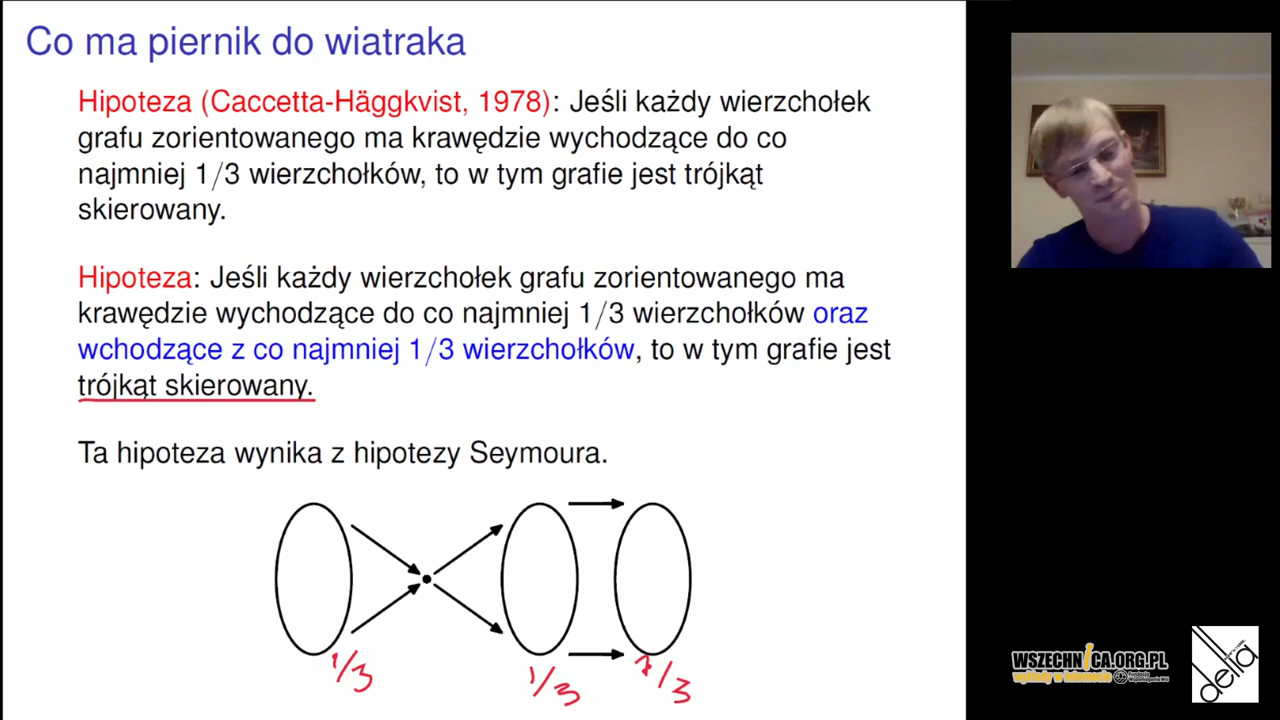 Co ma piernik do wiatraka
Hipoteza (Caccetta-Häggkvist, 1978): Jeśli każdy wierzchołek
grafu zorientowanego ma krawędzie wychodzące do co
najmniej 1/3 wierzchołków, to w tym grafie jest trójkąt
skierowany.
Hipoteza: Jeśli każdy wierzchołek grafu zorientowanego ma
krawędzie wychodzące do co najmniej 1/3 wierzchołków oraz
wchodzące z co najmniej 1/3 wierzchołków, to w tym grafie jest
trójkąt skierowany.
Ta hipoteza wynika z hipotezy Seymoura.
1/3 1/3 1/3
WSZECHNICA.ORG.PL
wykłady w internecie
delta